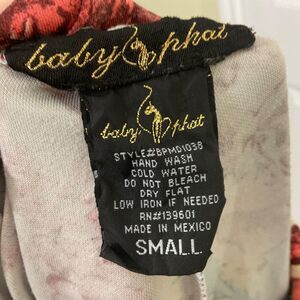 baby phat
baby phat
STYLE#BPMD1038
HAND WASH
COLD WATER
DO NOT BLEACH
DRY FLAT
LOW IRON IF NEEDED
RN#139601
MADE IN MEXICO
SMALL